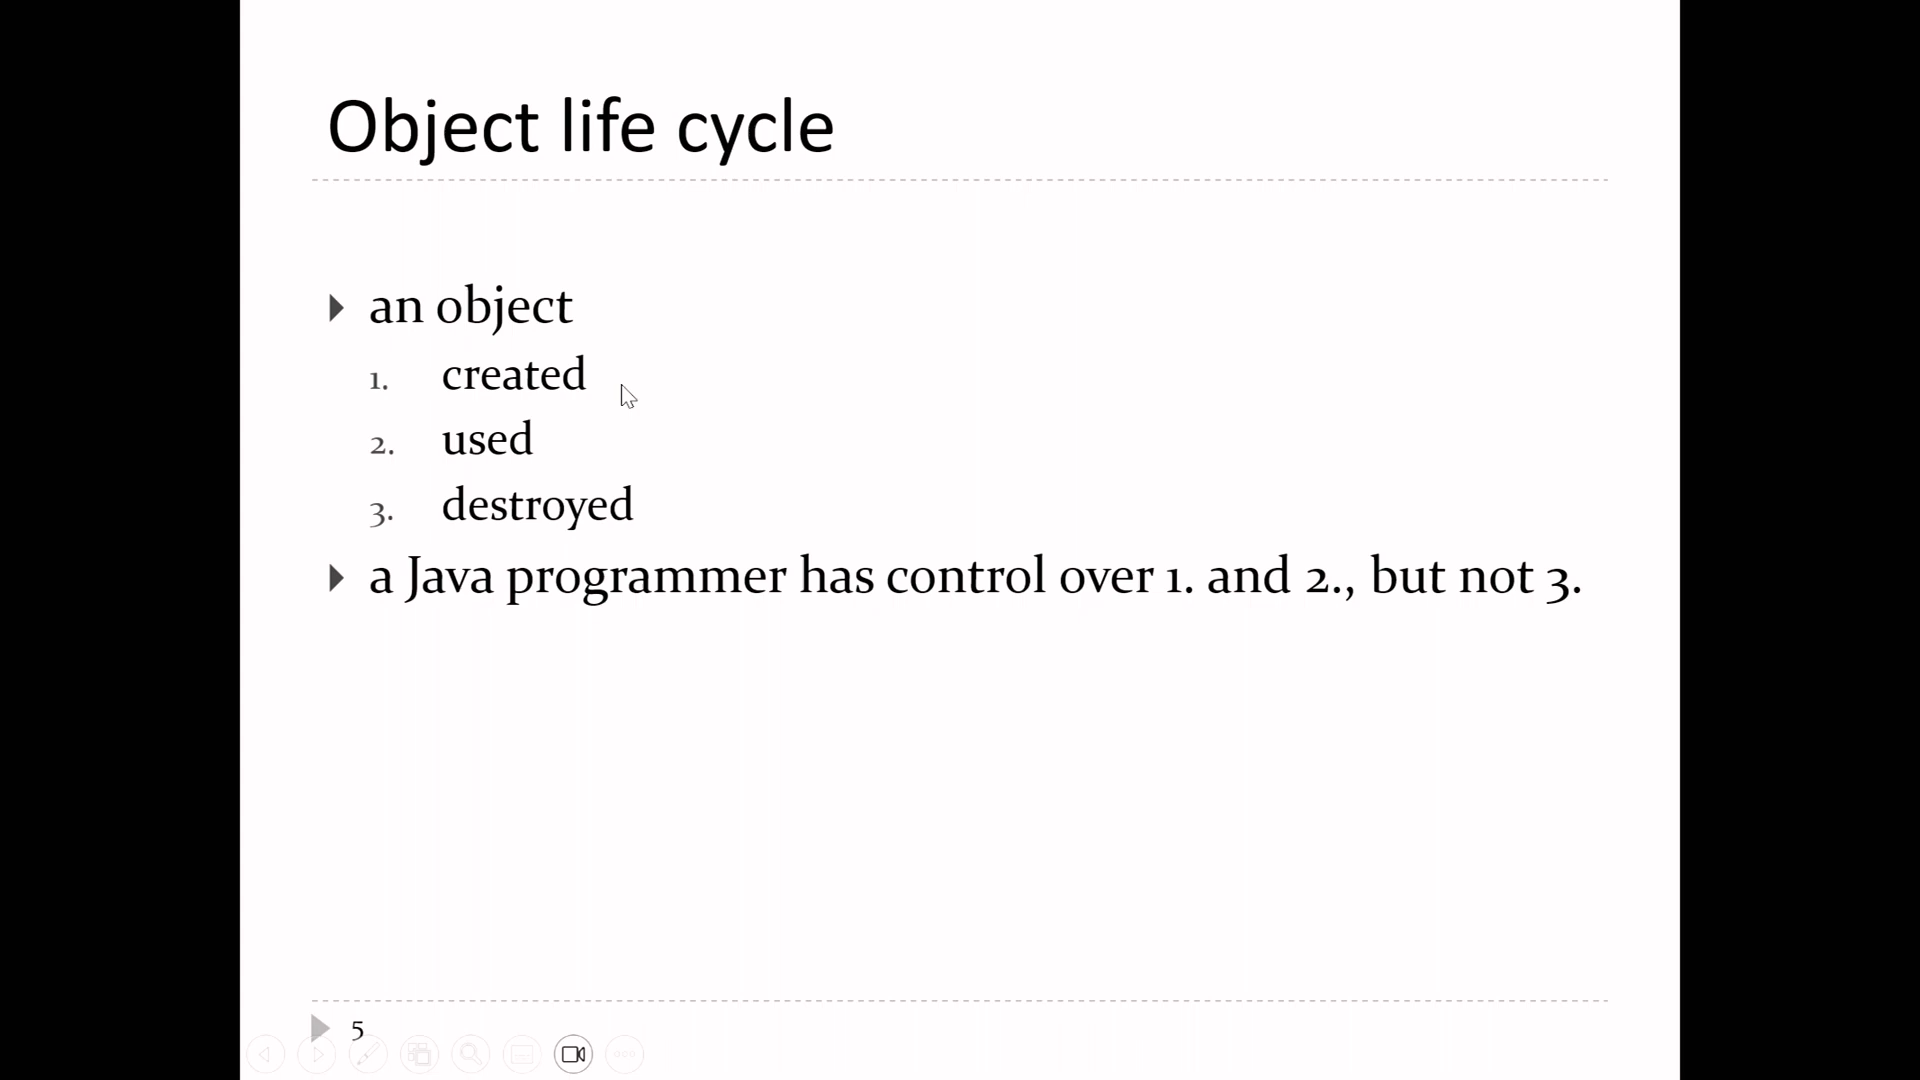 Object life cycle
an object
1. created
2. used
3. destroyed
a Java programmer has control over 1. and 2., but not 3.
5